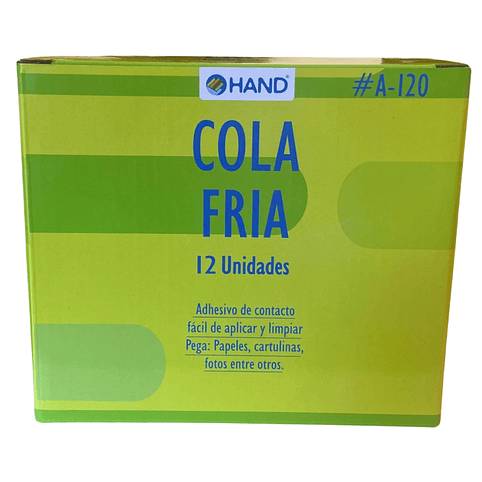 HAND®
#A-120
COLA
FRIA
12 Unidades
Adhesivo de contacto
fácil de aplicar y limpiar
Pega: Papeles, cartulinas,
fotos entre otros.